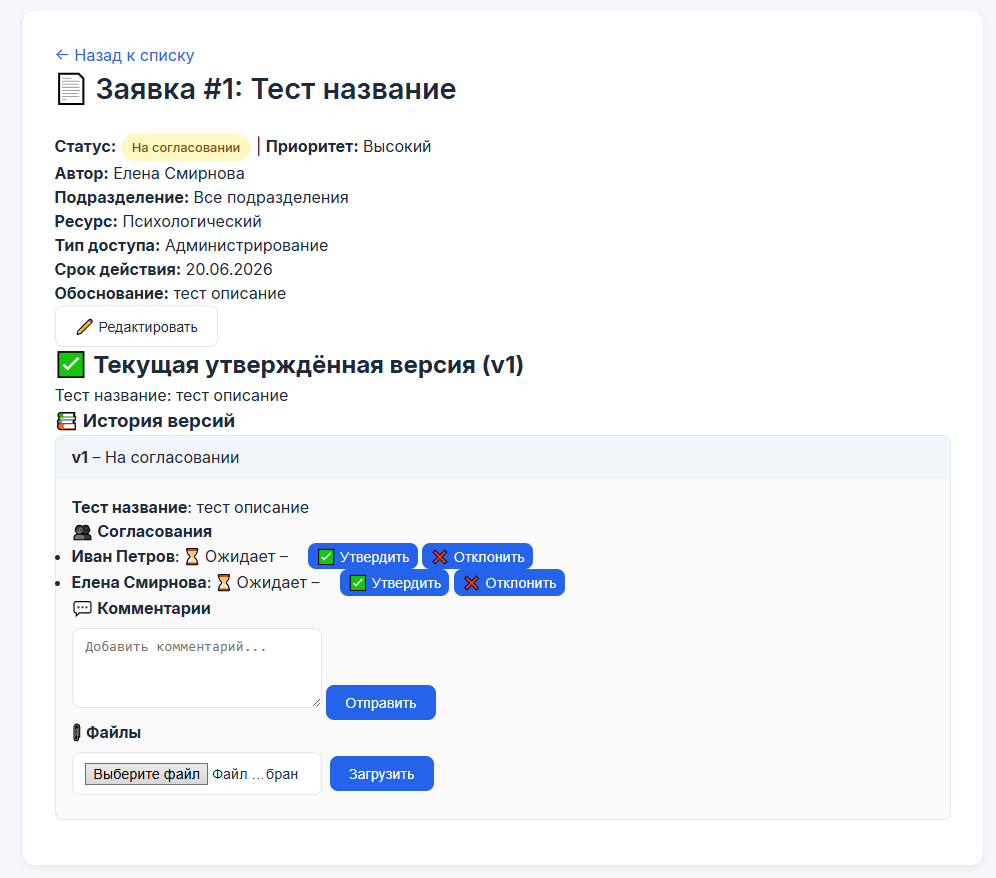 ← Назад к списку
📄 Заявка #1: Тест название
Статус: На согласовании | Приоритет: Высокий
Автор: Елена Смирнова
Подразделение: Все подразделения
Ресурс: Психологический
Тип доступа: Администрирование
Срок действия: 20.06.2026
Обоснование: тест описание
✏️ Редактировать
✅ Текущая утверждённая версия (v1)
Тест название: тест описание
📚 История версий
v1 – На согласовании
Тест название: тест описание
👥 Согласования
• Иван Петров: ⏳ Ожидает – ✅ Утвердить ❌ Отклонить
• Елена Смирнова: ⏳ Ожидает – ✅ Утвердить ❌ Отклонить
💬 Комментарии
Добавить комментарий...
Отправить
📎 Файлы
Выберите файл Файл ...бран Загрузить